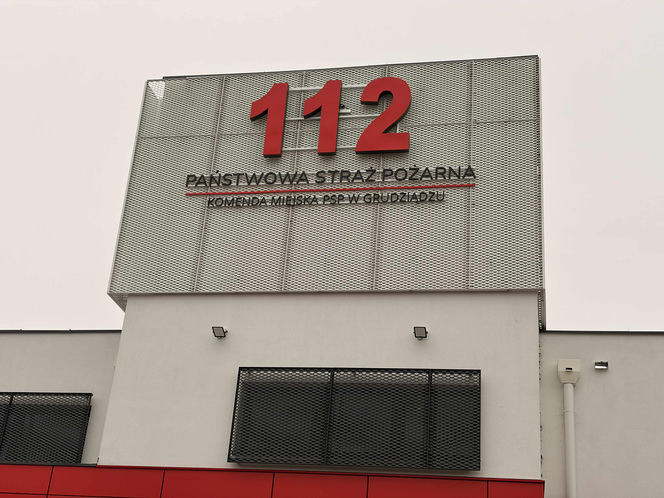 112
PAŃSTWOWA STRAŻ POŻARNA
KOMENDA MIEJSKA PSP W GRUDZIĄDZU